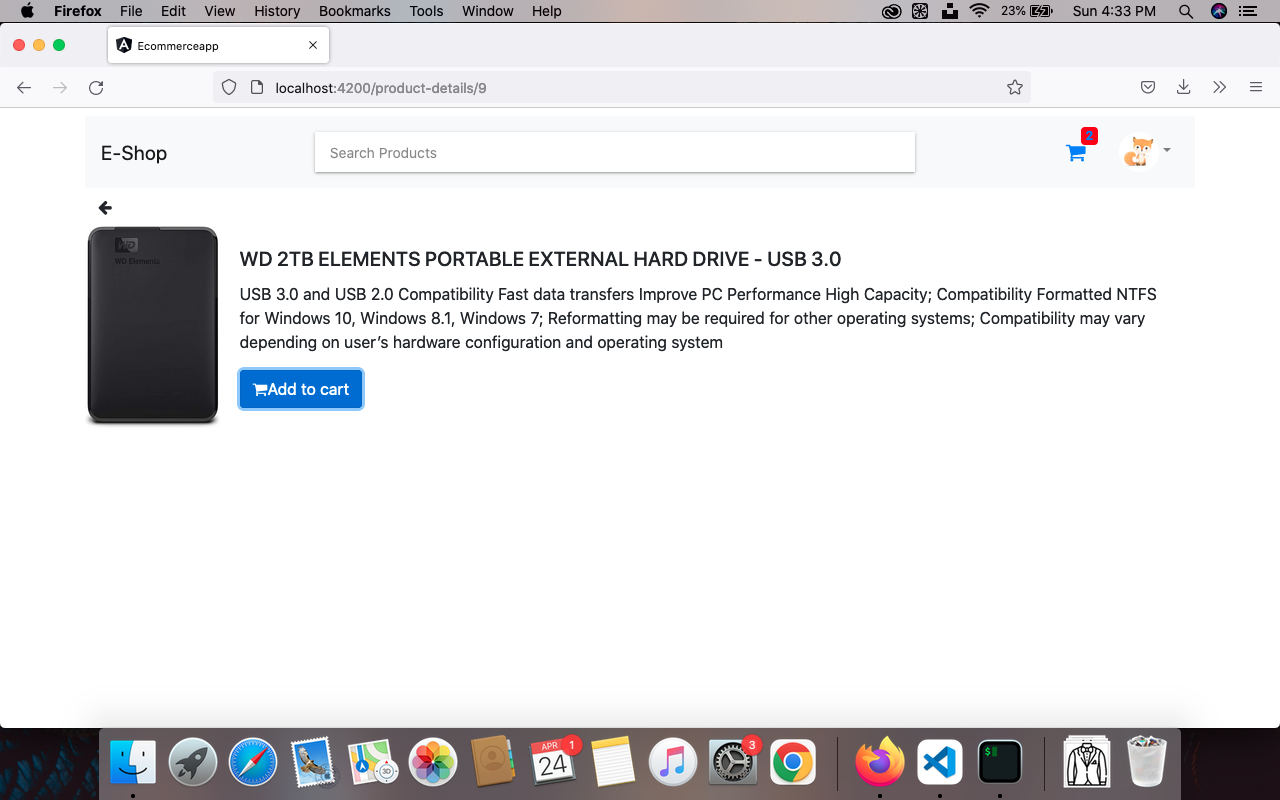 Firefox File Edit View History Bookmarks Tools Window Help 23% Sun 4:33 PM
Ecommerceapp
localhost:4200/product-details/9
E-Shop
Search Products
2
WD
WD Elements
WD 2TB ELEMENTS PORTABLE EXTERNAL HARD DRIVE - USB 3.0
USB 3.0 and USB 2.0 Compatibility Fast data transfers Improve PC Performance High Capacity; Compatibility Formatted NTFS
for Windows 10, Windows 8.1, Windows 7; Reformatting may be required for other operating systems; Compatibility may vary
depending on user’s hardware configuration and operating system
Add to cart
APR
24
1
3
3D
$